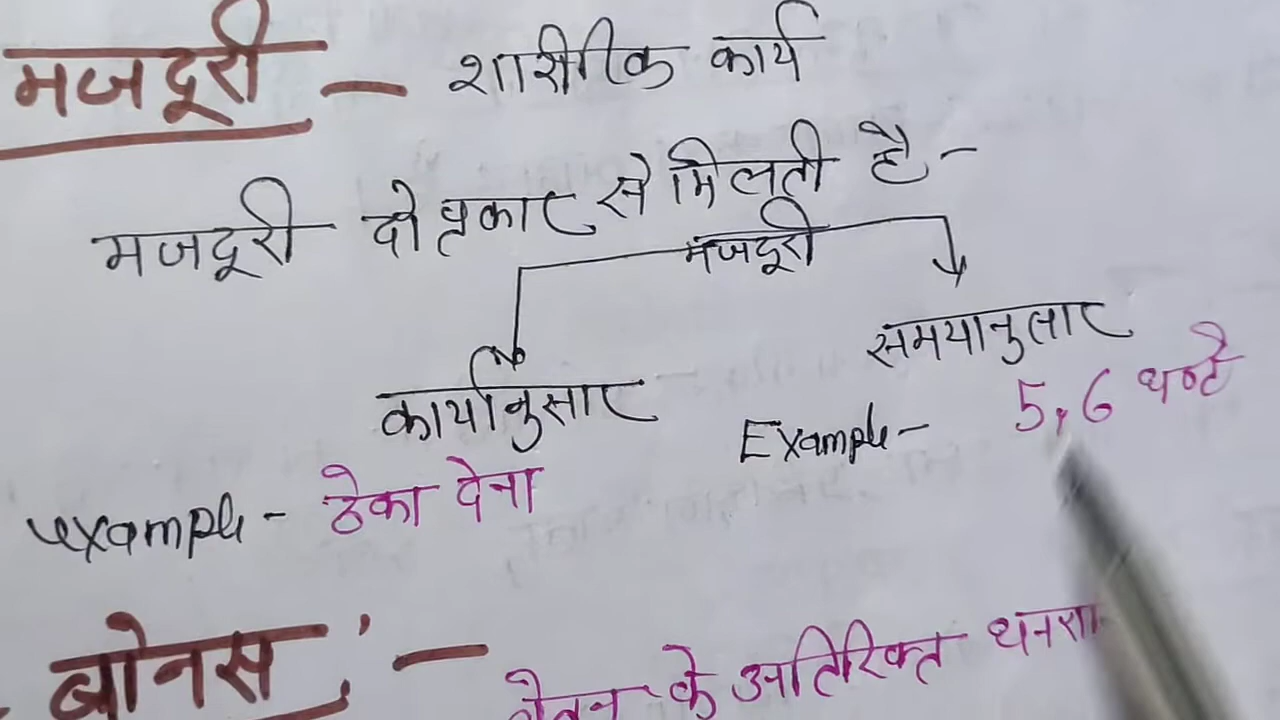 मजदूरी — शारीरिक कार्य
मजदूरी दो प्रकार से मिलती है -
मजदूरी
कार्यानुसार समयानुसार
Example - 5,6 घण्टे
example - ठेका देना
बोनस :- वेतन के अतिरिक्त